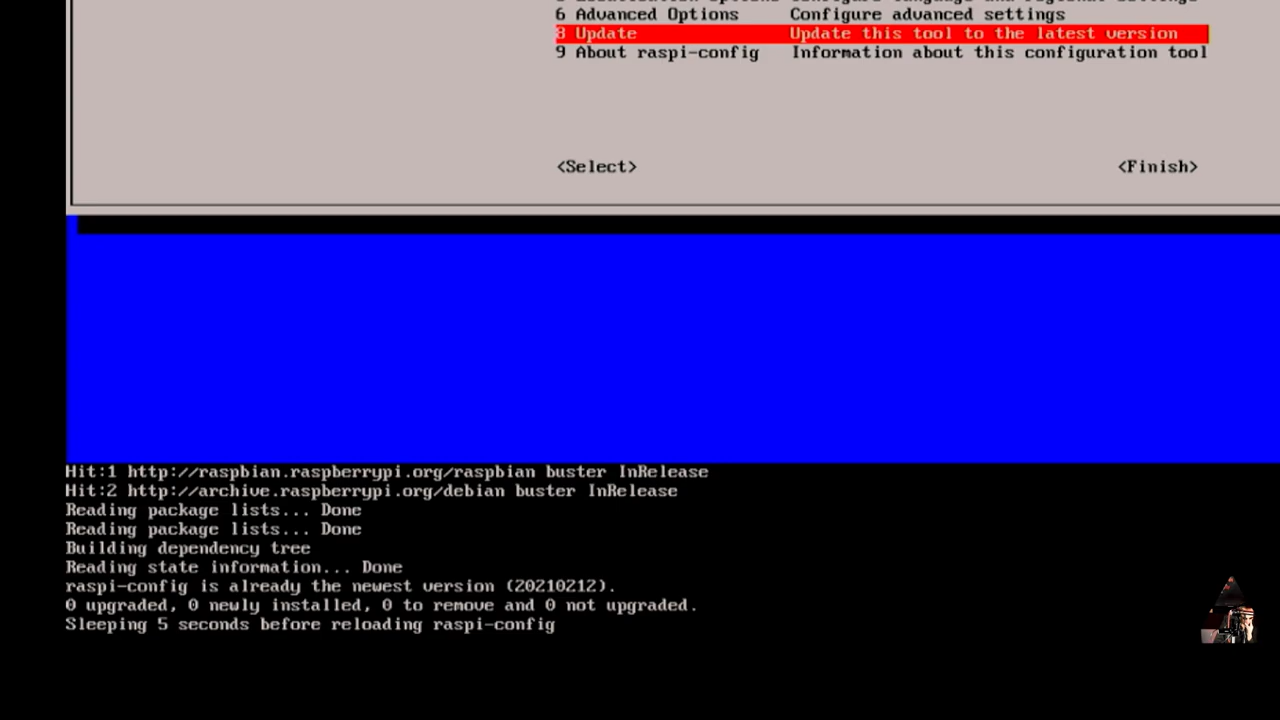 6 Advanced Options Configure advanced settings
8 Update Update this tool to the latest version
9 About raspi-config Information about this configuration tool
<Select> <Finish>
Hit:1 http://raspbian.raspberrypi.org/raspbian buster InRelease
Hit:2 http://archive.raspberrypi.org/debian buster InRelease
Reading package lists... Done
Reading package lists... Done
Building dependency tree
Reading state information... Done
raspi-config is already the newest version (20210212).
0 upgraded, 0 newly installed, 0 to remove and 0 not upgraded.
Sleeping 5 seconds before reloading raspi-config